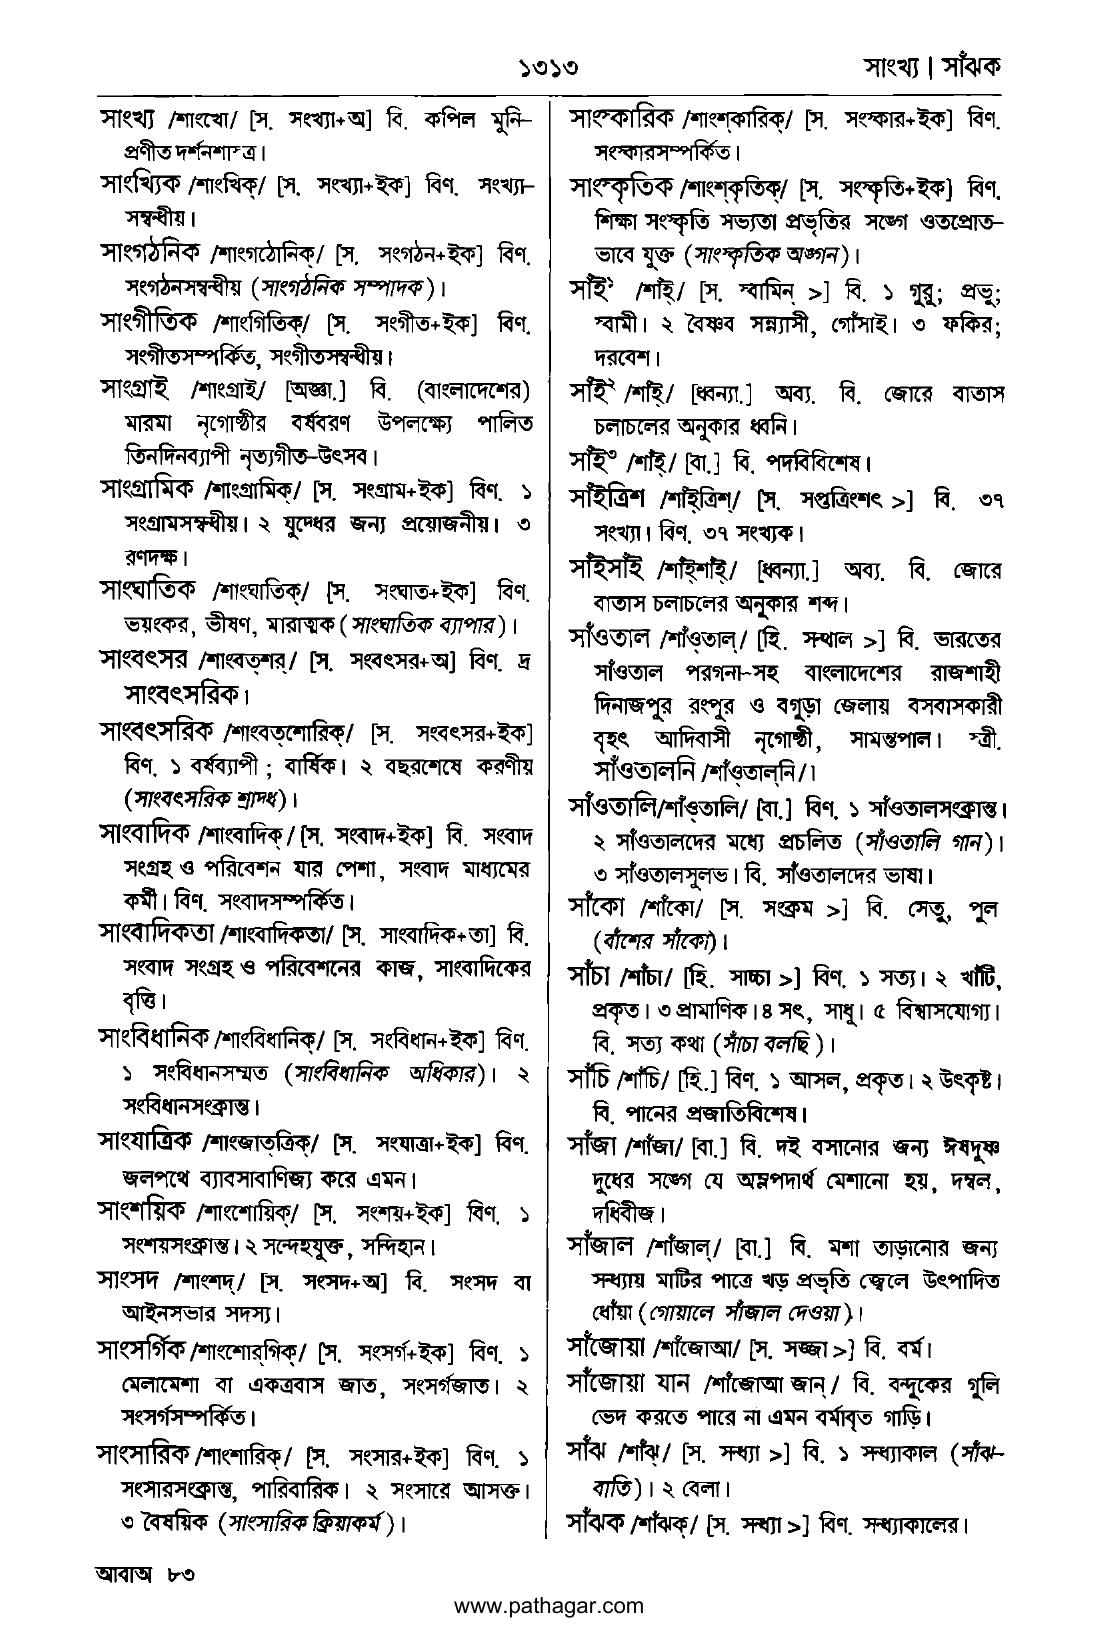 ১৩১৩
সাংখ্য | সাঁঝক
সাংখ্য /শাংখো/ [স. সংখ্যা+অ] বি. কপিল মুনি–
প্রণীত দর্শনশাস্ত্র।
সাংখ্যিক /শাংখিক্/ [স. সংখ্যা+ইক] বিণ. সংখ্যা–
সম্বন্ধীয়।
সাংগঠনিক /শাংগঠোনিক্/ [স. সংগঠন+ইক] বিণ.
সংগঠনসম্বন্ধীয় (সাংগঠনিক সম্পাদক)।
সাংগীতিক /শাংগিতিক্/ [স. সংগীত+ইক] বিণ.
সংগীতসম্পর্কিত, সংগীতসম্বন্ধীয়।
সাংগ্রাই /শাংগ্রাই/ [অজ্ঞা.] বি. (বাংলাদেশের)
মারমা নৃগোষ্ঠীর বর্ষবরণ উপলক্ষ্যে পালিত
তিনদিনব্যাপী নৃত্যগীত–উৎসব।
সাংগ্রামিক /শাংগ্রামিক্/ [স. সংগ্রাম+ইক] বিণ. ১
সংগ্রামসম্বন্ধীয়। ২ যুদ্ধের জন্য প্রয়োজনীয়। ৩
রণদক্ষ।
সাংঘাতিক /শাংঘাতিক্/ [স. সংঘাত+ইক] বিণ.
ভয়ংকর, ভীষণ, মারাত্মক (সাংঘাতিক ব্যাপার)।
সাংবৎসর /শাংবত্‌শর্/ [স. সংবৎসর+অ] বিণ. দ্র
সাংবৎসরিক।
সাংবৎসরিক /শাংবত্‌শোরিক্/ [স. সংবৎসর+ইক]
বিণ. ১ বর্ষব্যাপী ; বার্ষিক। ২ বছরশেষে করণীয়
(সাংবৎসরিক শ্রাদ্ধ)।
সাংবাদিক /শাংবাদিক্/ [স. সংবাদ+ইক] বি. সংবাদ
সংগ্রহ ও পরিবেশন যার পেশা, সংবাদ মাধ্যমের
কর্মী। বিণ. সংবাদসম্পর্কিত।
সাংবাদিকতা /শাংবাদিকতা/ [স. সাংবাদিক+তা] বি.
সংবাদ সংগ্রহ ও পরিবেশনের কাজ, সাংবাদিকের
বৃত্তি।
সাংবিধানিক /শাংবিধানিক্/ [স. সংবিধান+ইক] বিণ.
১ সংবিধানসম্মত (সাংবিধানিক অধিকার)। ২
সংবিধানসংক্রান্ত।
সাংযাত্রিক /শাংজাত্‌ত্রিক্/ [স. সংযাত্রা+ইক] বিণ.
জলপথে ব্যাবসাবাণিজ্য করে এমন।
সাংশয়িক /শাংশোয়িক্/ [স. সংশয়+ইক] বিণ. ১
সংশয়সংক্রান্ত। ২ সন্দেহযুক্ত, সন্দিহান।
সাংসদ /শাংশদ্/ [স. সংসদ+অ] বি. সংসদ বা
আইনসভার সদস্য।
সাংসর্গিক /শাংশোর্‌গিক্/ [স. সংসর্গ+ইক] বিণ. ১
মেলামেশা বা একত্রবাস জাত, সংসর্গজাত। ২
সংসর্গসম্পর্কিত।
সাংসারিক /শাংশারিক্/ [স. সংসার+ইক] বিণ. ১
সংসারসংক্রান্ত, পারিবারিক। ২ সংসারে আসক্ত।
৩ বৈষয়িক (সাংসারিক ক্রিয়াকর্ম)।
আবাঅ ৮৩
সাংস্কারিক /শাংশ্‌কারিক্/ [স. সংস্কার+ইক] বিণ.
সংস্কারসম্পর্কিত।
সাংস্কৃতিক /শাংশ্‌কৃতিক্/ [স. সংস্কৃতি+ইক] বিণ.
শিক্ষা সংস্কৃতি সভ্যতা প্রভৃতির সঙ্গে ওতপ্রোত–
ভাবে যুক্ত (সাংস্কৃতিক অঙ্গন)।
সাঁই১ /শাঁই/ [স. স্বামিন্ >] বি. ১ গুরু; প্রভু;
স্বামী। ২ বৈষ্ণব সন্ন্যাসী, গোঁসাই। ৩ ফকির;
দরবেশ।
সাঁই২ /শাঁই্/ [ধ্বন্যা.] অব্য. বি. জোরে বাতাস
চলাচলের অনুকার ধ্বনি।
সাঁই৩ /শাঁই্/ [বা.] বি. পদবিবিশেষ।
সাঁইত্রিশ /শাঁই্‌ত্রিশ্/ [স. সপ্তত্রিংশৎ >] বি. ৩৭
সংখ্যা। বিণ. ৩৭ সংখ্যক।
সাঁইসাঁই /শাঁই্‌শাঁই্/ [ধ্বন্যা.] অব্য. বি. জোরে
বাতাস চলাচলের অনুকার শব্দ।
সাঁওতাল /শাঁও্‌তাল্/ [হি. সন্থাল >] বি. ভারতের
সাঁওতাল পরগনা–সহ বাংলাদেশের রাজশাহী
দিনাজপুর রংপুর ও বগুড়া জেলায় বসবাসকারী
বৃহৎ আদিবাসী নৃগোষ্ঠী, সামন্তপাল। স্ত্রী.
সাঁওতালনি /শাঁও্‌তাল্‌নি/।
সাঁওতালি/শাঁও্‌তালি/ [বা.] বিণ. ১ সাঁওতালসংক্রান্ত।
২ সাঁওতালদের মধ্যে প্রচলিত (সাঁওতালি গান)।
৩ সাঁওতালসুলভ। বি. সাঁওতালদের ভাষা।
সাঁকো /শাঁকো/ [স. সংক্রম >] বি. সেতু, পুল
(বাঁশের সাঁকো)।
সাঁচা /শাঁচা/ [হি. সাচ্চা >] বিণ. ১ সত্য। ২ খাঁটি,
প্রকৃত। ৩ প্রামাণিক। ৪ সৎ, সাধু। ৫ বিশ্বাসযোগ্য।
বি. সত্য কথা (সাঁচা বলছি )।
সাঁচি /শাঁচি/ [হি.] বিণ. ১ আসল, প্রকৃত। ২ উৎকৃষ্ট।
বি. পানের প্রজাতিবিশেষ।
সাঁজা /শাঁজা/ [বা.] বি. দই বসানোর জন্য ঈষদুষ্ণ
দুধের সঙ্গে যে অম্লপদার্থ মেশানো হয়, দম্বল,
দধিবীজ।
সাঁজাল /শাঁজাল্/ [বা.] বি. মশা তাড়ানোর জন্য
সন্ধ্যায় মাটির পাত্রে খড় প্রভৃতি জ্বেলে উৎপাদিত
ধোঁয়া (গোয়ালে সাঁজাল দেওয়া)।
সাঁজোয়া /শাঁজোআ/ [স. সজ্জা >] বি. বর্ম।
সাঁজোয়া যান /শাঁজোআ জান্/ বি. বন্দুকের গুলি
ভেদ করতে পারে না এমন বর্মাবৃত গাড়ি।
সাঁঝ /শাঁঝ্/ [স. সন্ধ্যা >] বি. ১ সন্ধ্যাকাল (সাঁঝ–
বাতি)। ২ বেলা।
সাঁঝক /শাঁঝক্/ [স. সন্ধ্যা >] বিণ. সন্ধ্যাকালের।
www.pathagar.com